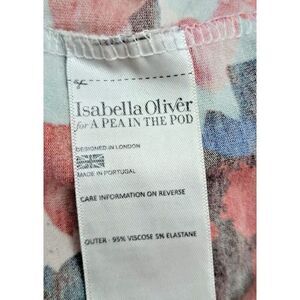 Isabella Oliver
for A PEA IN THE POD
DESIGNED IN LONDON
MADE IN PORTUGAL
CARE INFORMATION ON REVERSE
OUTER - 95% VISCOSE 5% ELASTANE